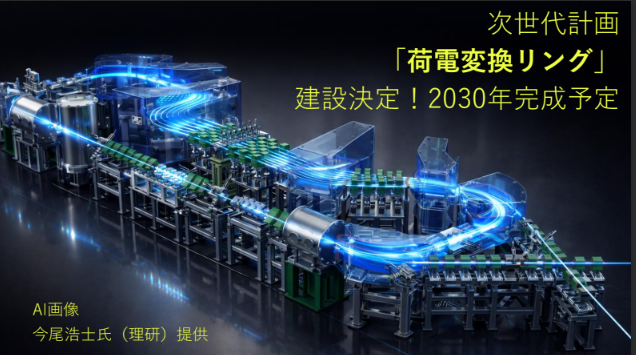 次世代計画
「荷電変換リング」
建設決定！2030年完成予定
AI画像
今尾浩士氏（理研）提供